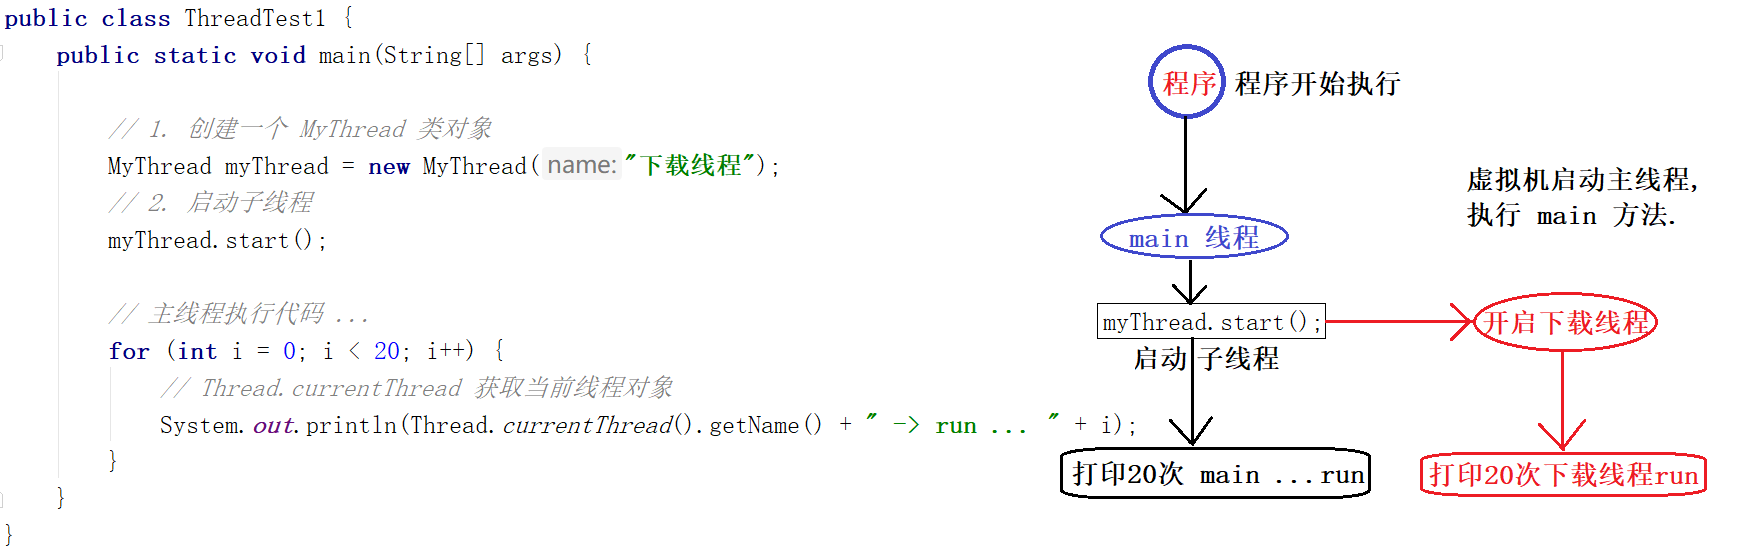 public class ThreadTest1 {
public static void main(String[] args) {
// 1. 创建一个 MyThread 类对象
MyThread myThread = new MyThread( name: "下载线程");
// 2. 启动子线程
myThread.start();
// 主线程执行代码 ...
for (int i = 0; i < 20; i++) {
// Thread.currentThread 获取当前线程对象
System.out.println(Thread.currentThread().getName() + " -> run ... " + i);
}
}
}
程序 程序开始执行
虚拟机启动主线程,
执行 main 方法.
main 线程
myThread.start();
开启下载线程
启动 子线程
打印20次 main ...run
打印20次下载线程run